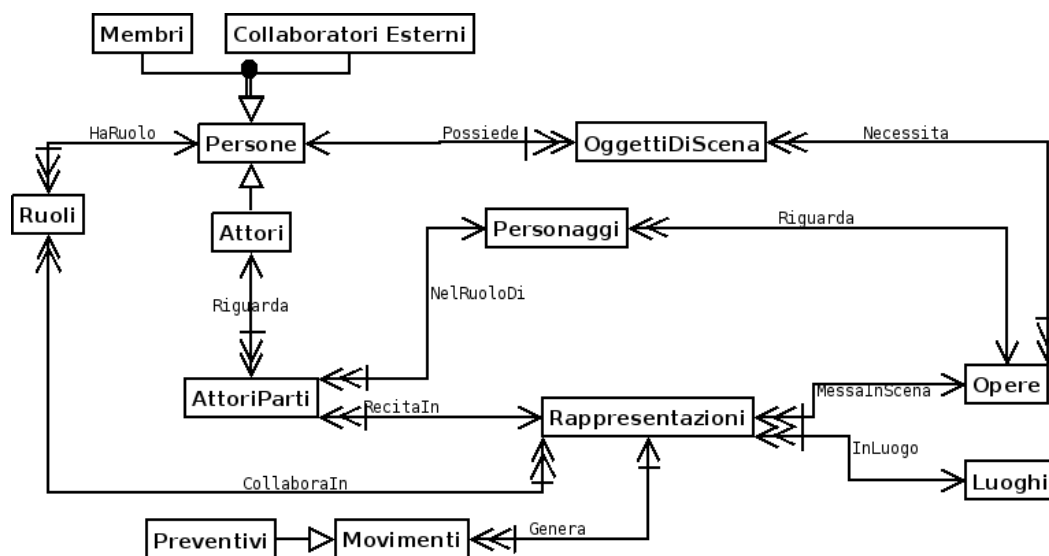 Membri
Collaboratori Esterni
HaRuolo
Persone
Possiede
OggettiDiScena
Necessita
Ruoli
Attori
Personaggi
Riguarda
NelRuoloDi
Riguarda
AttoriParti
RecitaIn
Rappresentazioni
MessaInScena
Opere
InLuogo
Luoghi
CollaboraIn
Preventivi
Movimenti
Genera